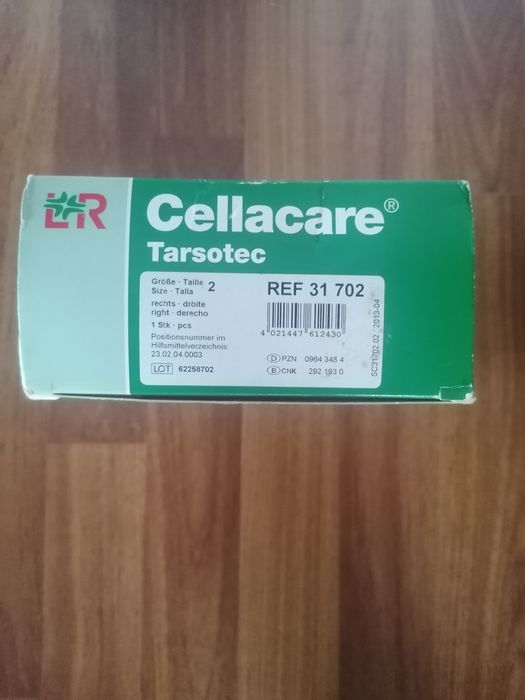 L&R
Cellacare®
Tarsotec
Größe · Taille
Size · Talla
2
rechts · droite
right · derecho
1 Stk · pcs
Positionsnummer im
Hilfsmittelverzeichnis:
23.02.04.0003
LOT 62258702
REF 31 702
4 021447 612430
D PZN 0964 348 4
B CNK 292 193 0
SC31702 02 2013-04